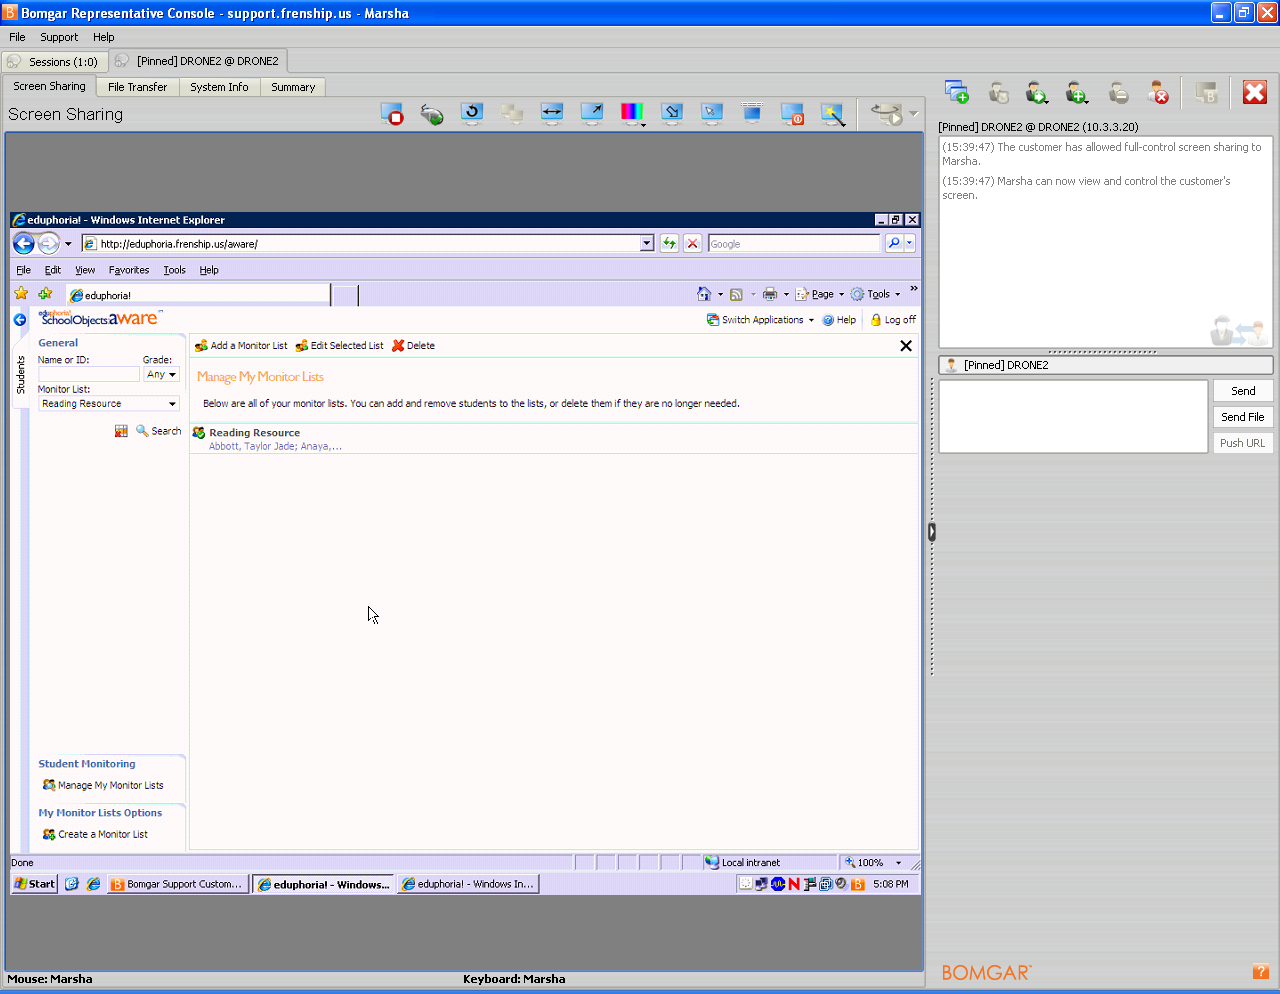 Bomgar Representative Console - support.frenship.us - Marsha
File Support Help
Sessions (1:0) [Pinned] DRONE2 @ DRONE2
Screen Sharing File Transfer System Info Summary
Screen Sharing
[Pinned] DRONE2 @ DRONE2 (10.3.3.20)
(15:39:47) The customer has allowed full-control screen sharing to
Marsha.
(15:39:47) Marsha can now view and control the customer's
screen.
[Pinned] DRONE2
Send
Send File
Push URL
eduphoria! - Windows Internet Explorer
http://eduphoria.frenship.us/aware/
Google
File Edit View Favorites Tools Help
eduphoria!
Page Tools
eduphoria!
SchoolObjects:aware
Switch Applications Help Log off
Students
General
Name or ID: Grade:
Any
Monitor List:
Reading Resource
Search
Add a Monitor List Edit Selected List Delete
Manage My Monitor Lists
Below are all of your monitor lists. You can add and remove students to the lists, or delete them if they are no longer needed.
Reading Resource
Abbott, Taylor Jade; Anaya,...
Student Monitoring
Manage My Monitor Lists
My Monitor Lists Options
Create a Monitor List
Done Local intranet 100%
Start Bomgar Support Custom... eduphoria! - Windows... eduphoria! - Windows In... 5:08 PM
Mouse: Marsha Keyboard: Marsha
BOMGAR